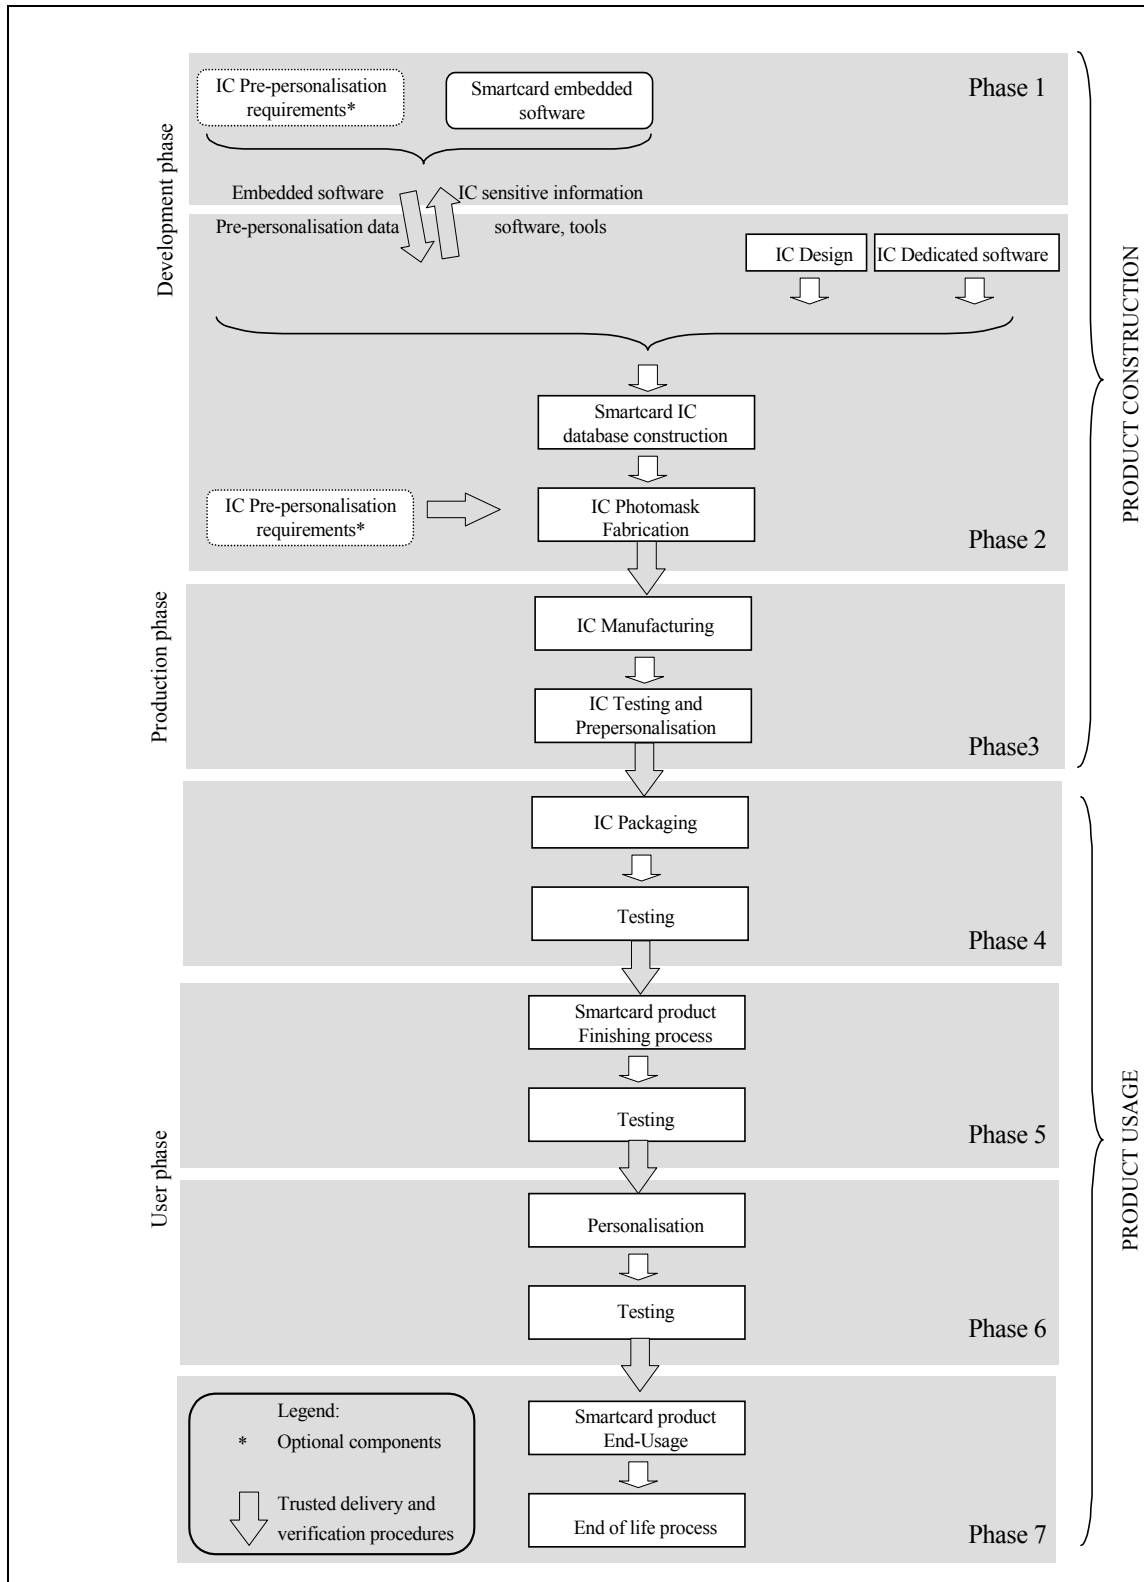 IC Pre-personalisation
requirements*
Smartcard embedded
software
Phase 1
Development phase
Embedded software
IC sensitive information
Pre-personalisation data
software, tools
IC Design
IC Dedicated software
PRODUCT CONSTRUCTION
Smartcard IC
database construction
IC Pre-personalisation
requirements*
IC Photomask
Fabrication
Phase 2
Production phase
IC Manufacturing
IC Testing and
Prepersonalisation
Phase3
IC Packaging
Testing
Phase 4
Smartcard product
Finishing process
Testing
Phase 5
User phase
PRODUCT USAGE
Personalisation
Testing
Phase 6
Legend:
* Optional components
Trusted delivery and
verification procedures
Smartcard product
End-Usage
End of life process
Phase 7